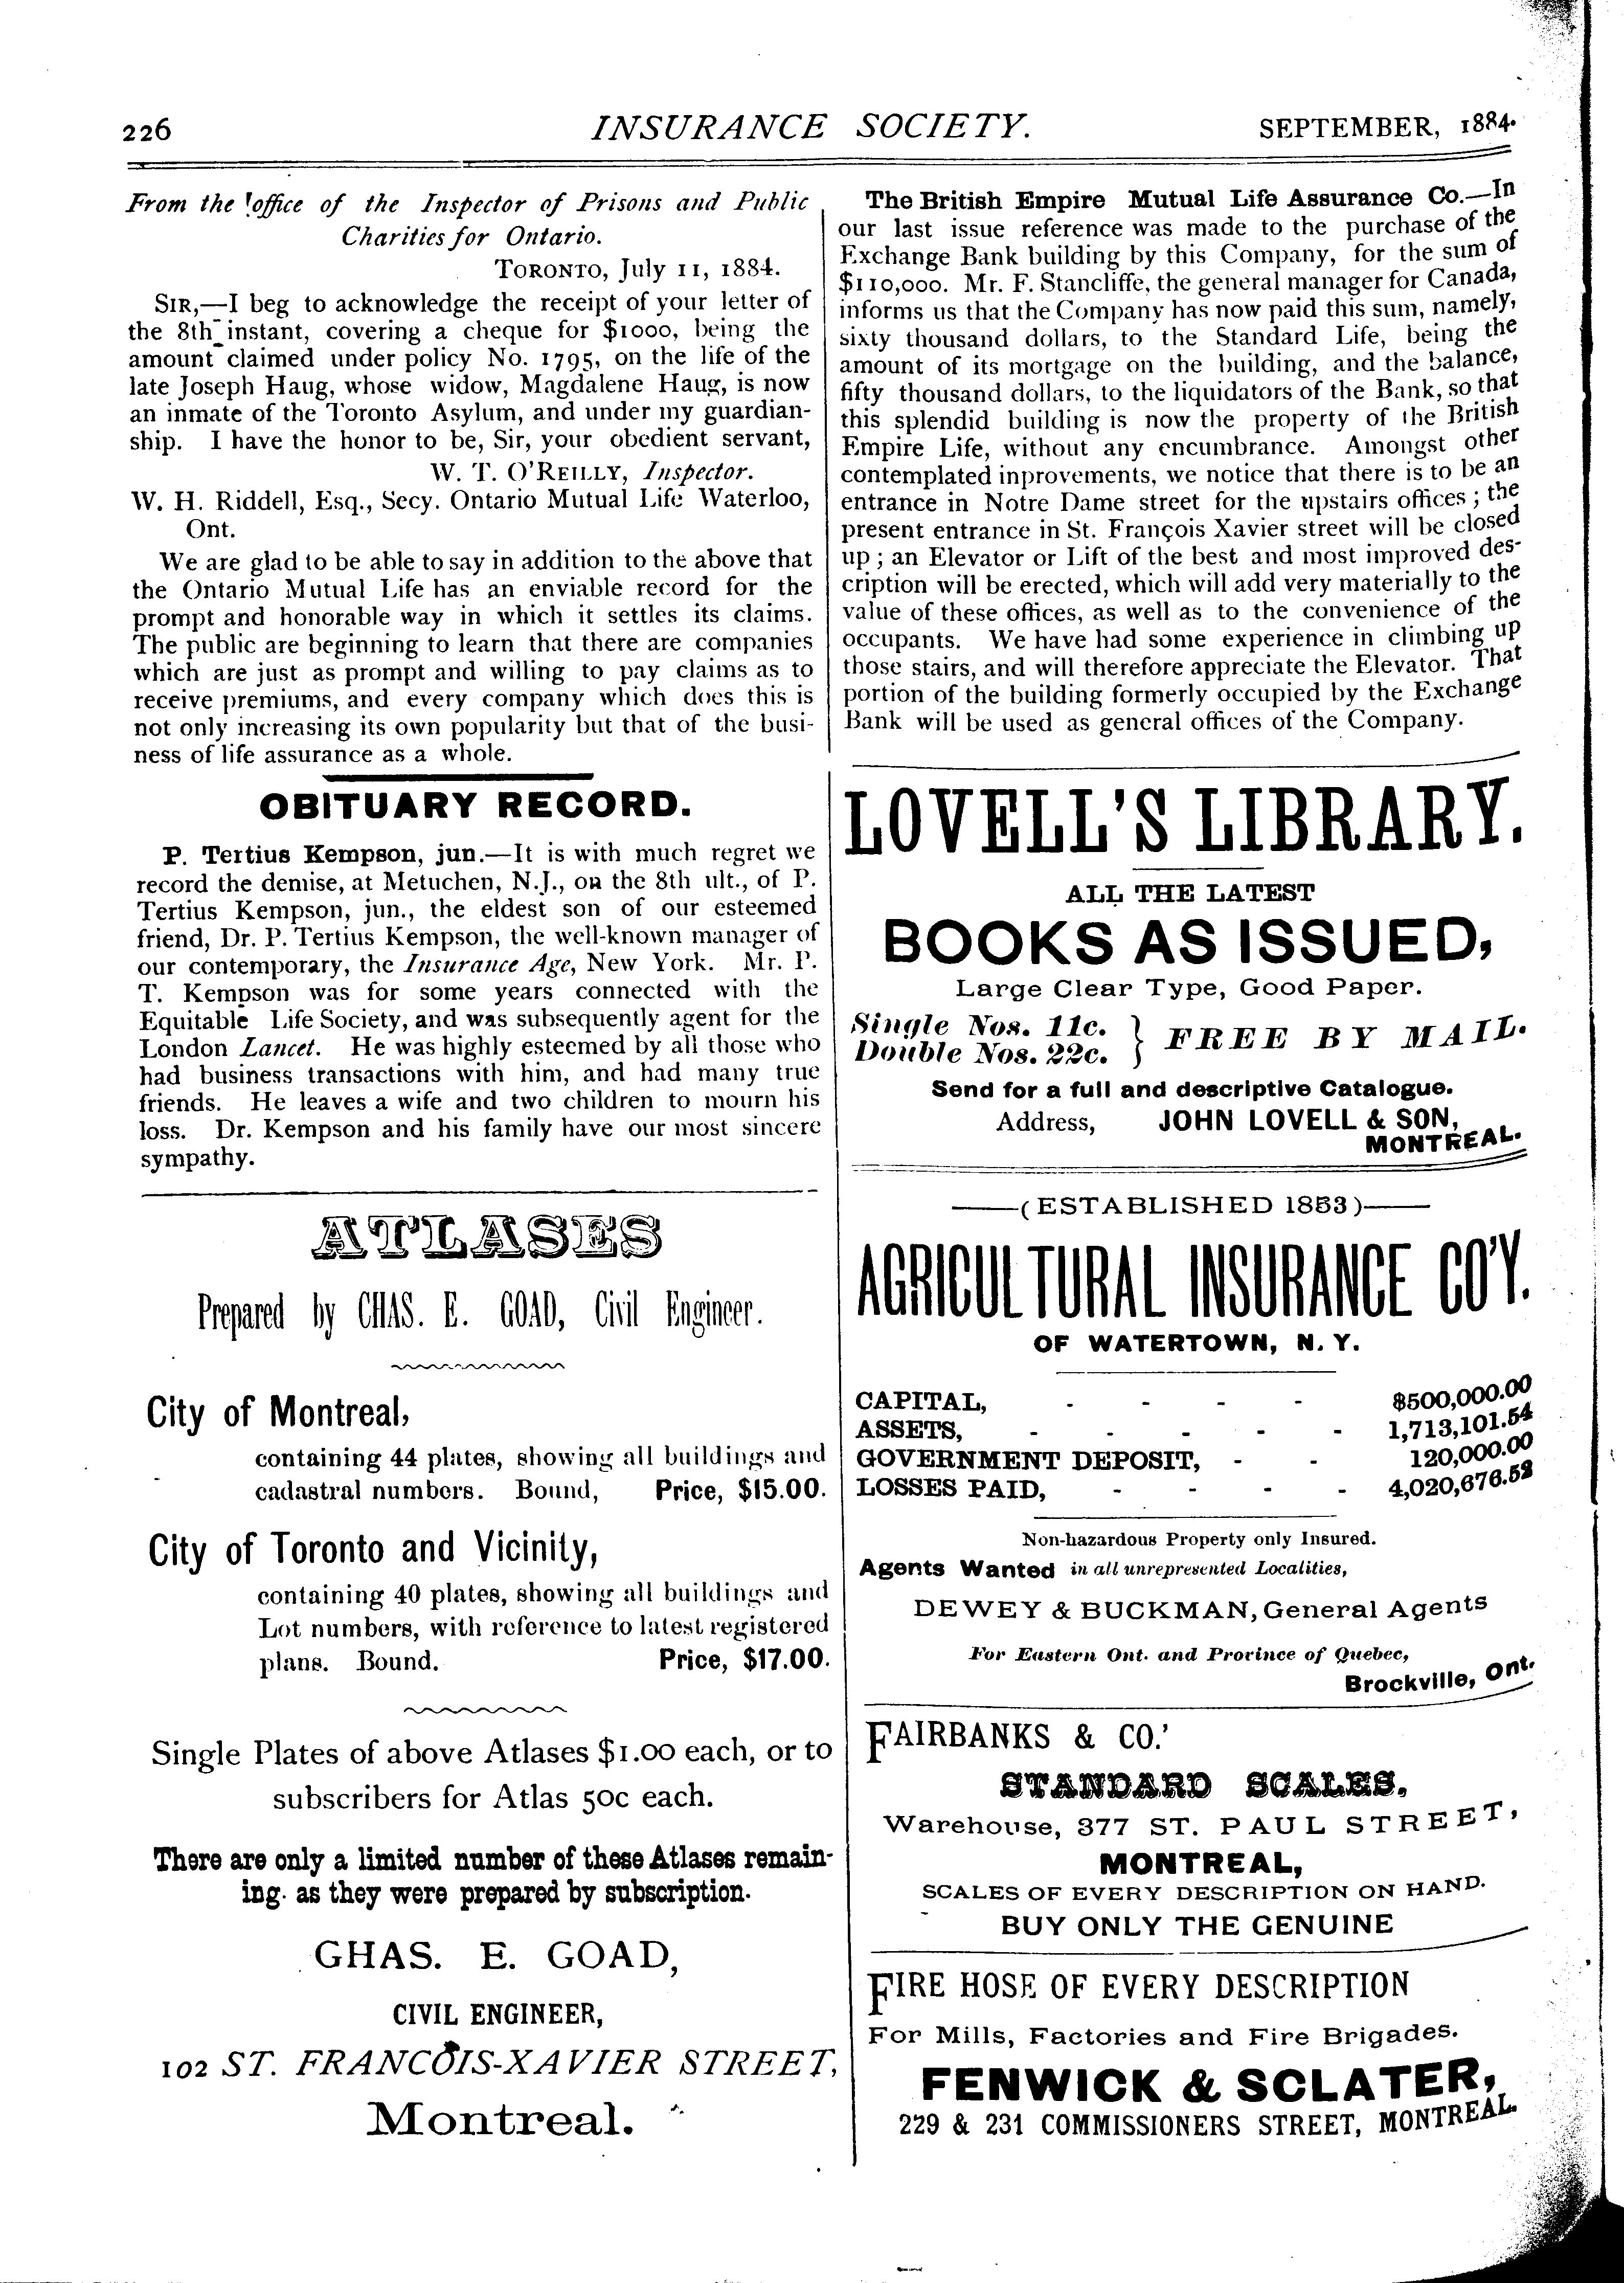 226 INSURANCE SOCIETY. SEPTEMBER, 1884.
From the office of the Inspector of Prisons and Public
Charities for Ontario.
TORONTO, July 11, 1884.
SIR,—I beg to acknowledge the receipt of your letter of
the 8th instant, covering a cheque for $1000, being the
amount claimed under policy No. 1795, on the life of the
late Joseph Haug, whose widow, Magdalene Haug, is now
an inmate of the Toronto Asylum, and under my guardian-
ship. I have the honor to be, Sir, your obedient servant,
W. T. O'REILLY, Inspector.
W. H. Riddell, Esq., Secy. Ontario Mutual Life Waterloo,
Ont.
We are glad to be able to say in addition to the above that
the Ontario Mutual Life has an enviable record for the
prompt and honorable way in which it settles its claims.
The public are beginning to learn that there are companies
which are just as prompt and willing to pay claims as to
receive premiums, and every company which does this is
not only increasing its own popularity but that of the busi-
ness of life assurance as a whole.
OBITUARY RECORD.
P. Tertius Kempson, jun.—It is with much regret we
record the demise, at Metuchen, N.J., on the 8th ult., of P.
Tertius Kempson, jun., the eldest son of our esteemed
friend, Dr. P. Tertius Kempson, the well-known manager of
our contemporary, the Insurance Age, New York. Mr. P.
T. Kempson was for some years connected with the
Equitable Life Society, and was subsequently agent for the
London Lancet. He was highly esteemed by all those who
had business transactions with him, and had many true
friends. He leaves a wife and two children to mourn his
loss. Dr. Kempson and his family have our most sincere
sympathy.
ATLASES
Prepared by CHAS. E. GOAD, Civil Engineer.
City of Montreal,
containing 44 plates, showing all buildings and
cadastral numbers. Bound, Price, $15.00.
City of Toronto and Vicinity,
containing 40 plates, showing all buildings and
Lot numbers, with reference to latest registered
plans. Bound. Price, $17.00.
Single Plates of above Atlases $1.00 each, or to
subscribers for Atlas 50c each.
There are only a limited number of these Atlases remain-
ing. as they were prepared by subscription.
GHAS. E. GOAD,
CIVIL ENGINEER,
102 ST. FRANCOIS-XAVIER STREET,
Montreal.
The British Empire Mutual Life Assurance Co.—In
our last issue reference was made to the purchase of the
Exchange Bank building by this Company, for the sum of
$110,000. Mr. F. Stancliffe, the general manager for Canada,
informs us that the Company has now paid this sum, namely,
sixty thousand dollars, to the Standard Life, being the
amount of its mortgage on the building, and the balance,
fifty thousand dollars, to the liquidators of the Bank, so that
this splendid building is now the property of the British
Empire Life, without any encumbrance. Amongst other
contemplated inprovements, we notice that there is to be an
entrance in Notre Dame street for the upstairs offices ; the
present entrance in St. François Xavier street will be closed
up ; an Elevator or Lift of the best and most improved des-
cription will be erected, which will add very materially to the
value of these offices, as well as to the convenience of the
occupants. We have had some experience in climbing up
those stairs, and will therefore appreciate the Elevator. That
portion of the building formerly occupied by the Exchange
Bank will be used as general offices of the Company.
LOVELL'S LIBRARY.
ALL THE LATEST
BOOKS AS ISSUED,
Large Clear Type, Good Paper.
Single Nos. 11c. } FREE BY MAIL.
Double Nos. 22c.
Send for a full and descriptive Catalogue.
Address, JOHN LOVELL & SON,
MONTREAL.
(ESTABLISHED 1853)
AGRICULTURAL INSURANCE CO'Y.
OF WATERTOWN, N. Y.
CAPITAL, - - - - $500,000.00
ASSETS, - - - - - 1,713,101.54
GOVERNMENT DEPOSIT, - - 120,000.00
LOSSES PAID, - - - - 4,020,676.52
Non-hazardous Property only Insured.
Agents Wanted in all unrepresented Localities,
DEWEY & BUCKMAN, General Agents
For Eastern Ont. and Province of Quebec,
Brockville, Ont.
FAIRBANKS & CO.'
STANDARD SCALES,
Warehouse, 377 ST. PAUL STREET,
MONTREAL,
SCALES OF EVERY DESCRIPTION ON HAND.
BUY ONLY THE GENUINE
FIRE HOSE OF EVERY DESCRIPTION
For Mills, Factories and Fire Brigades.
FENWICK & SCLATER,
229 & 231 COMMISSIONERS STREET, MONTREAL.